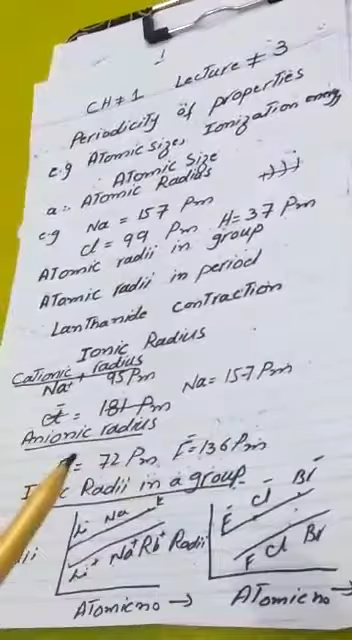 CH # 1 Lecture # 3
Periodicity of properties
e.g Atomic size, Ionization energy
Atomic Size
a:- Atomic Radius
e.g Na = 157 Pm
Cl = 99 Pm H = 37 Pm
Atomic radii in group
Atomic radii in period
Lanthanide contraction
Ionic Radius
Cationic radius
Na⁺ 95 Pm Na = 157 Pm
Cl⁻ = 181 Pm
Anionic radius
= 72 Pm F⁻ = 136 Pm
Radii in a group
Li Na K
Li⁺ Na⁺ Rb⁺
Radii
F⁻ Cl⁻ Br⁻
F Cl Br
Atomic no → Atomic no →